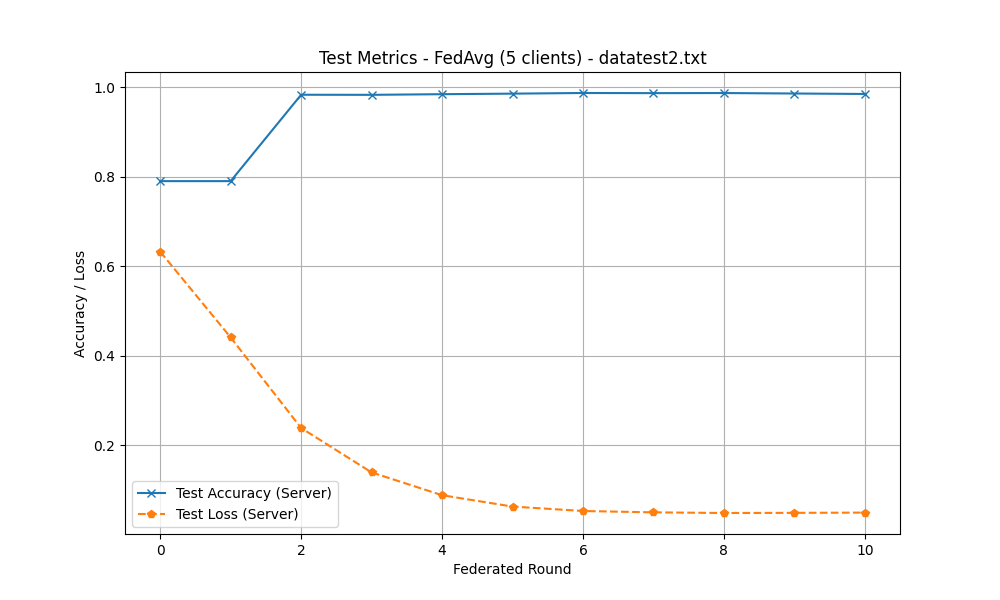 Test Metrics - FedAvg (5 clients) - datatest2.txt
1.0
0.8
0.6
0.4
0.2
Accuracy / Loss
Test Accuracy (Server)
Test Loss (Server)
0 2 4 6 8 10
Federated Round